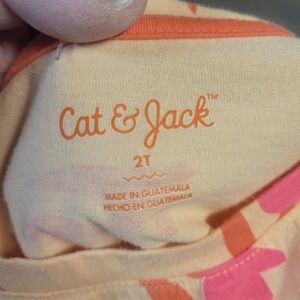 Cat & Jack™
2T
MADE IN GUATEMALA
HECHO EN GUATEMALA